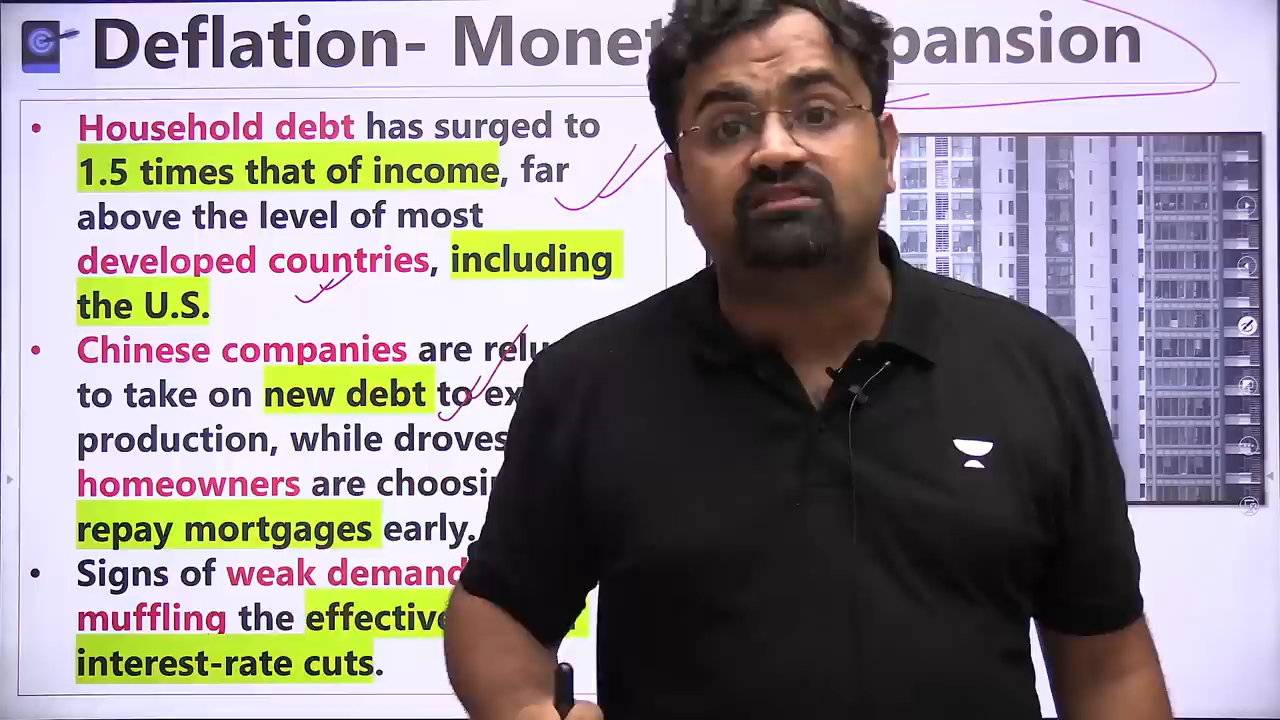 Deflation- Monet pansion
Household debt has surged to
1.5 times that of income, far
above the level of most
developed countries, including
the U.S.
Chinese companies are relu
to take on new debt to ex
production, while droves
homeowners are choosi
repay mortgages early.
Signs of weak demand
muffling the effective
interest-rate cuts.